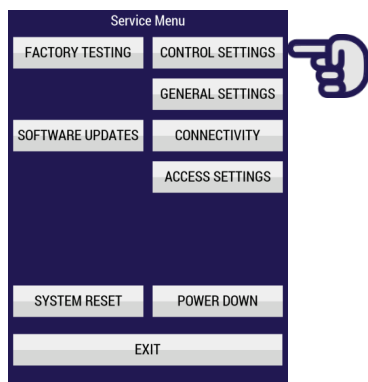 Service Menu
FACTORY TESTING CONTROL SETTINGS
GENERAL SETTINGS
SOFTWARE UPDATES CONNECTIVITY
ACCESS SETTINGS
SYSTEM RESET POWER DOWN
EXIT